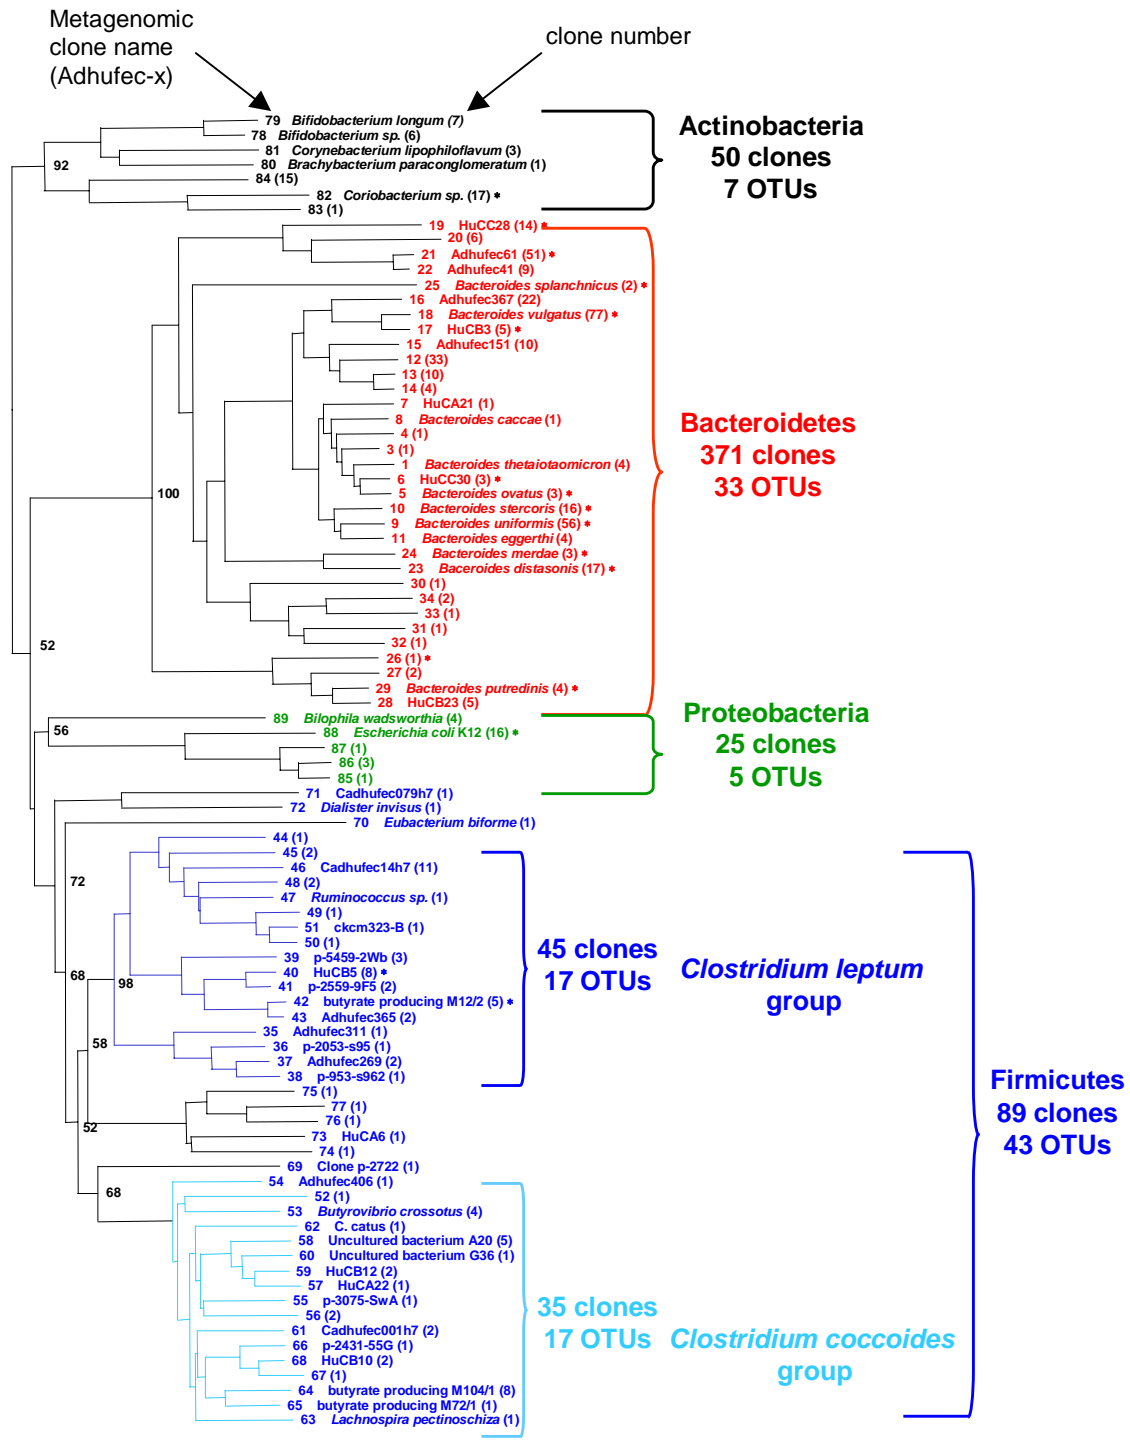 Metagenomic
clone name
(Adhufec-x)
clone number
79 Bifidobacterium longum (7)
78 Bifidobacterium sp. (6)
81 Corynebacterium lipophiloflavum (3)
80 Brachybacterium paraconglomeratum (1)
92
84 (15)
82 Coriobacterium sp. (17) *
83 (1)
Actinobacteria
50 clones
7 OTUs
19 HuCC28 (14) *
20 (6)
21 Adhufec61 (51) *
22 Adhufec41 (9)
25 Bacteroides splanchnicus (2) *
16 Adhufec367 (22)
18 Bacteroides vulgatus (77) *
17 HuCB3 (5) *
15 Adhufec151 (10)
12 (33)
13 (10)
14 (4)
7 HuCA21 (1)
8 Bacteroides caccae (1)
4 (1)
3 (1)
1 Bacteroides thetaiotaomicron (4)
6 HuCC30 (3) *
5 Bacteroides ovatus (3) *
100
10 Bacteroides stercoris (16) *
9 Bacteroides uniformis (56) *
11 Bacteroides eggerthi (4)
24 Bacteroides merdae (3) *
23 Baceroides distasonis (17) *
30 (1)
34 (2)
33 (1)
31 (1)
32 (1)
52
26 (1) *
27 (2)
29 Bacteroides putredinis (4) *
28 HuCB23 (5)
Bacteroidetes
371 clones
33 OTUs
89 Bilophila wadsworthia (4)
56
88 Escherichia coli K12 (16) *
87 (1)
86 (3)
85 (1)
Proteobacteria
25 clones
5 OTUs
71 Cadhufec079h7 (1)
72 Dialister invisus (1)
70 Eubacterium biforme (1)
44 (1)
45 (2)
46 Cadhufec14h7 (11)
72
48 (2)
47 Ruminococcus sp. (1)
49 (1)
51 ckcm323-B (1)
50 (1)
39 p-5459-2Wb (3)
68
40 HuCB5 (8) *
98
41 p-2559-9F5 (2)
42 butyrate producing M12/2 (5) *
43 Adhufec365 (2)
35 Adhufec311 (1)
58
36 p-2053-s95 (1)
37 Adhufec269 (2)
38 p-953-s962 (1)
45 clones
17 OTUs
Clostridium leptum
group
75 (1)
77 (1)
76 (1)
52
73 HuCA6 (1)
74 (1)
69 Clone p-2722 (1)
54 Adhufec406 (1)
68
52 (1)
53 Butyrovibrio crossotus (4)
62 C. catus (1)
58 Uncultured bacterium A20 (5)
60 Uncultured bacterium G36 (1)
59 HuCB12 (2)
57 HuCA22 (1)
55 p-3075-SwA (1)
56 (2)
61 Cadhufec001h7 (2)
66 p-2431-55G (1)
68 HuCB10 (2)
67 (1)
64 butyrate producing M104/1 (8)
65 butyrate producing M72/1 (1)
63 Lachnospira pectinoschiza (1)
35 clones
17 OTUs
Clostridium coccoides
group
Firmicutes
89 clones
43 OTUs